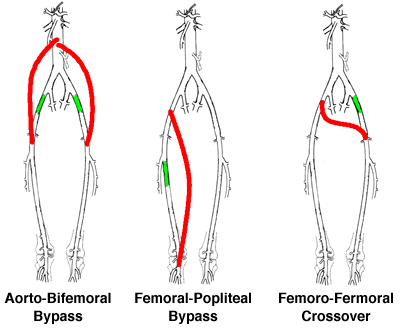 Aorto-Bifemoral
Bypass
Femoral-Popliteal
Bypass
Femoro-Fermoral
Crossover